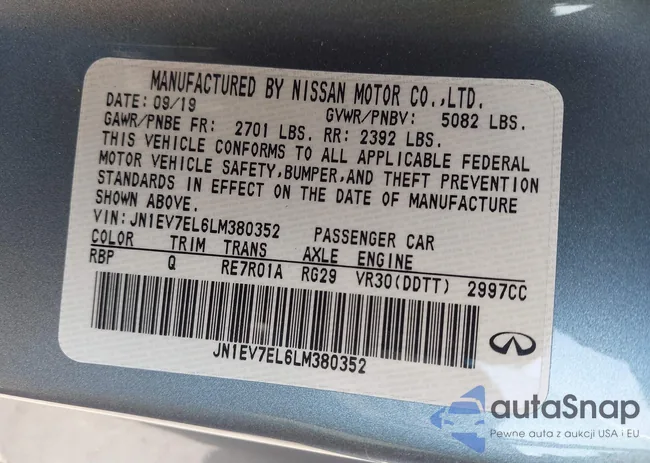 MANUFACTURED BY NISSAN MOTOR CO.,LTD.
DATE: 09/19 GVWR/PNBV: 5082 LBS.
GAWR/PNBE FR: 2701 LBS. RR: 2392 LBS.
THIS VEHICLE CONFORMS TO ALL APPLICABLE FEDERAL
MOTOR VEHICLE SAFETY,BUMPER,AND THEFT PREVENTION
STANDARDS IN EFFECT ON THE DATE OF MANUFACTURE
SHOWN ABOVE.
VIN:JN1EV7EL6LM380352 PASSENGER CAR
COLOR TRIM TRANS AXLE ENGINE
RBP Q RE7R01A RG29 VR30(DDTT) 2997CC
JN1EV7EL6LM380352
autaSnap
Pewne auta z aukcji USA i EU